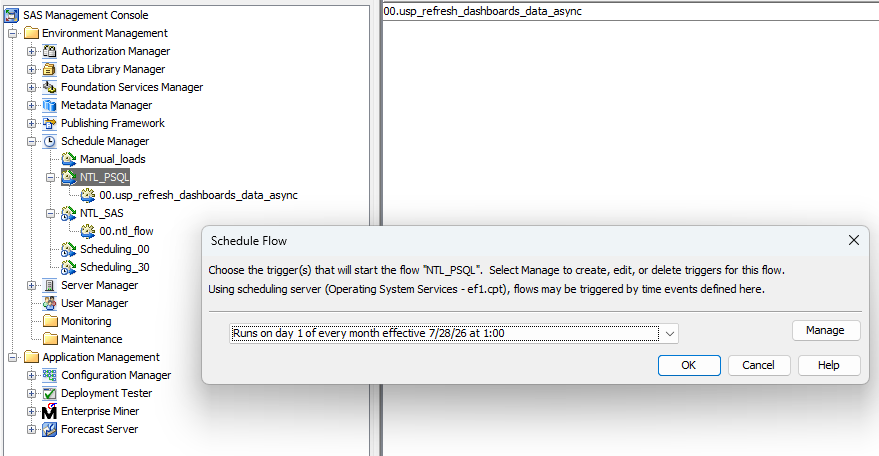 SAS Management Console
Environment Management
Authorization Manager
Data Library Manager
Foundation Services Manager
Metadata Manager
Publishing Framework
Schedule Manager
Manual_loads
NTL_PSQL
00.usp_refresh_dashboards_data_async
NTL_SAS
00.ntl_flow
Scheduling_00
Scheduling_30
Server Manager
User Manager
Monitoring
Maintenance
Application Management
Configuration Manager
Deployment Tester
Enterprise Miner
Forecast Server
00.usp_refresh_dashboards_data_async
Schedule Flow
Choose the trigger(s) that will start the flow "NTL_PSQL". Select Manage to create, edit, or delete triggers for this flow.
Using scheduling server (Operating System Services - ef1.cpt), flows may be triggered by time events defined here.
Runs on day 1 of every month effective 7/28/26 at 1:00
Manage
OK Cancel Help